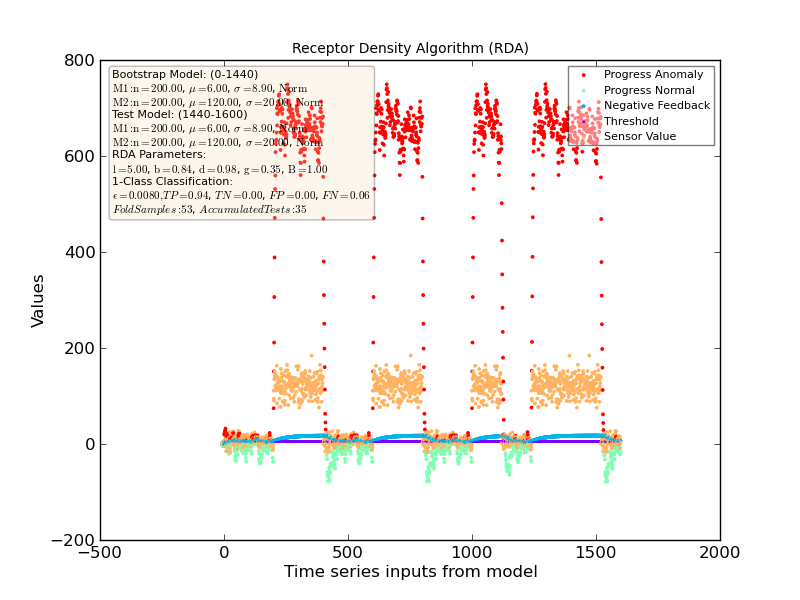 Receptor Density Algorithm (RDA)
Bootstrap Model: (0-1440)
M1:n=200.00, μ=6.00, σ=8.90, Norm
M2:n=200.00, μ=120.00, σ=20.00, Norm
Test Model: (1440-1600)
M1:n=200.00, μ=6.00, σ=8.90, Norm
M2:n=200.00, μ=120.00, σ=20.00, Norm
RDA Parameters:
l=5.00, b=0.84, d=0.98, g=0.35, B=1.00
1-Class Classification:
ϵ=0.0080,TP=0.94, TN=0.00, FP=0.00, FN=0.06
FoldSamples:53, AccumulatedTests:35
Progress Anomaly
Progress Normal
Negative Feedback
Threshold
Sensor Value
800
600
400
200
0
−200
Values
−500 0 500 1000 1500 2000
Time series inputs from model